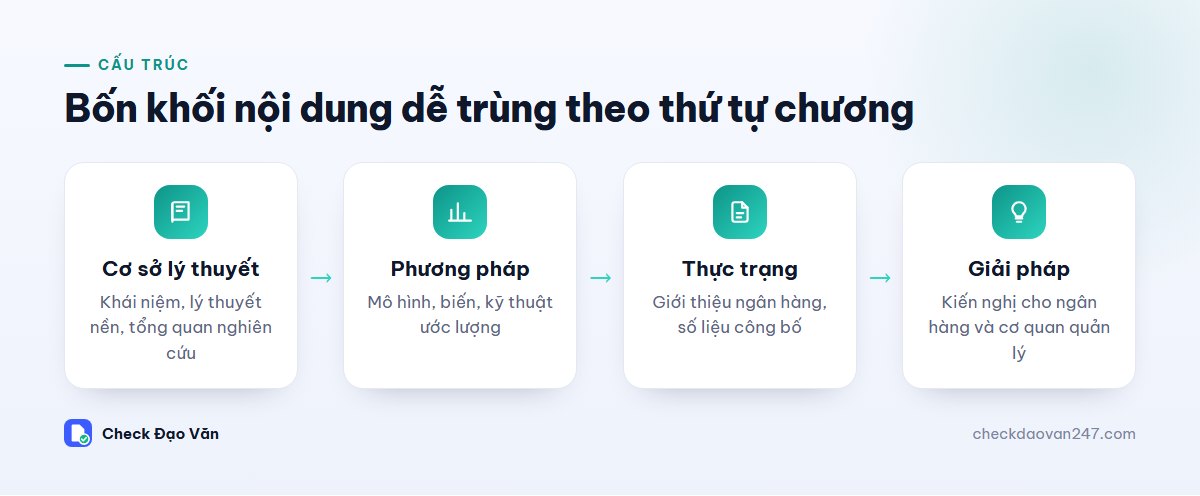 CẤU TRÚC
Bốn khối nội dung dễ trùng theo thứ tự chương
Cơ sở lý thuyết
Khái niệm, lý thuyết
nền, tổng quan nghiên
cứu
Phương pháp
Mô hình, biến, kỹ thuật
ước lượng
Thực trạng
Giới thiệu ngân hàng,
số liệu công bố
Giải pháp
Kiến nghị cho ngân
hàng và cơ quan quản
lý
Check Đạo Văn
checkdaovan247.com